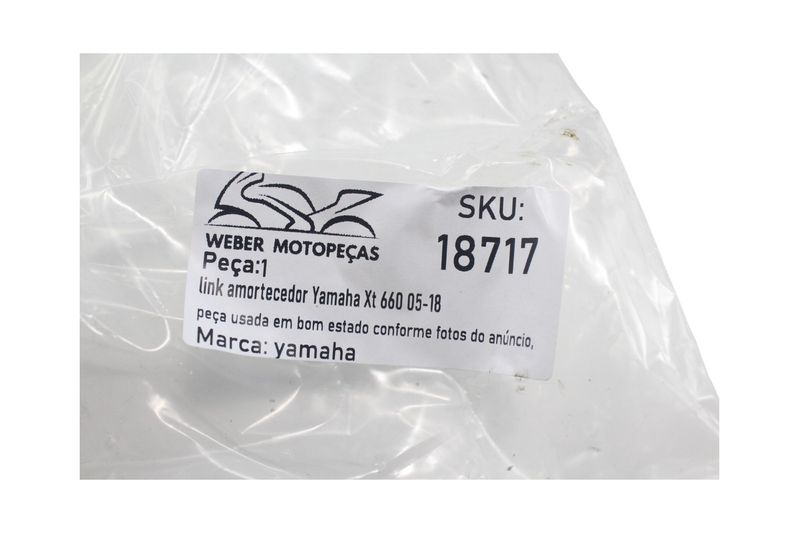 WEBER MOTOPEÇAS
SKU:
18717
Peça:1
link amortecedor Yamaha Xt 660 05-18
peça usada em bom estado conforme fotos do anúncio,
Marca: yamaha